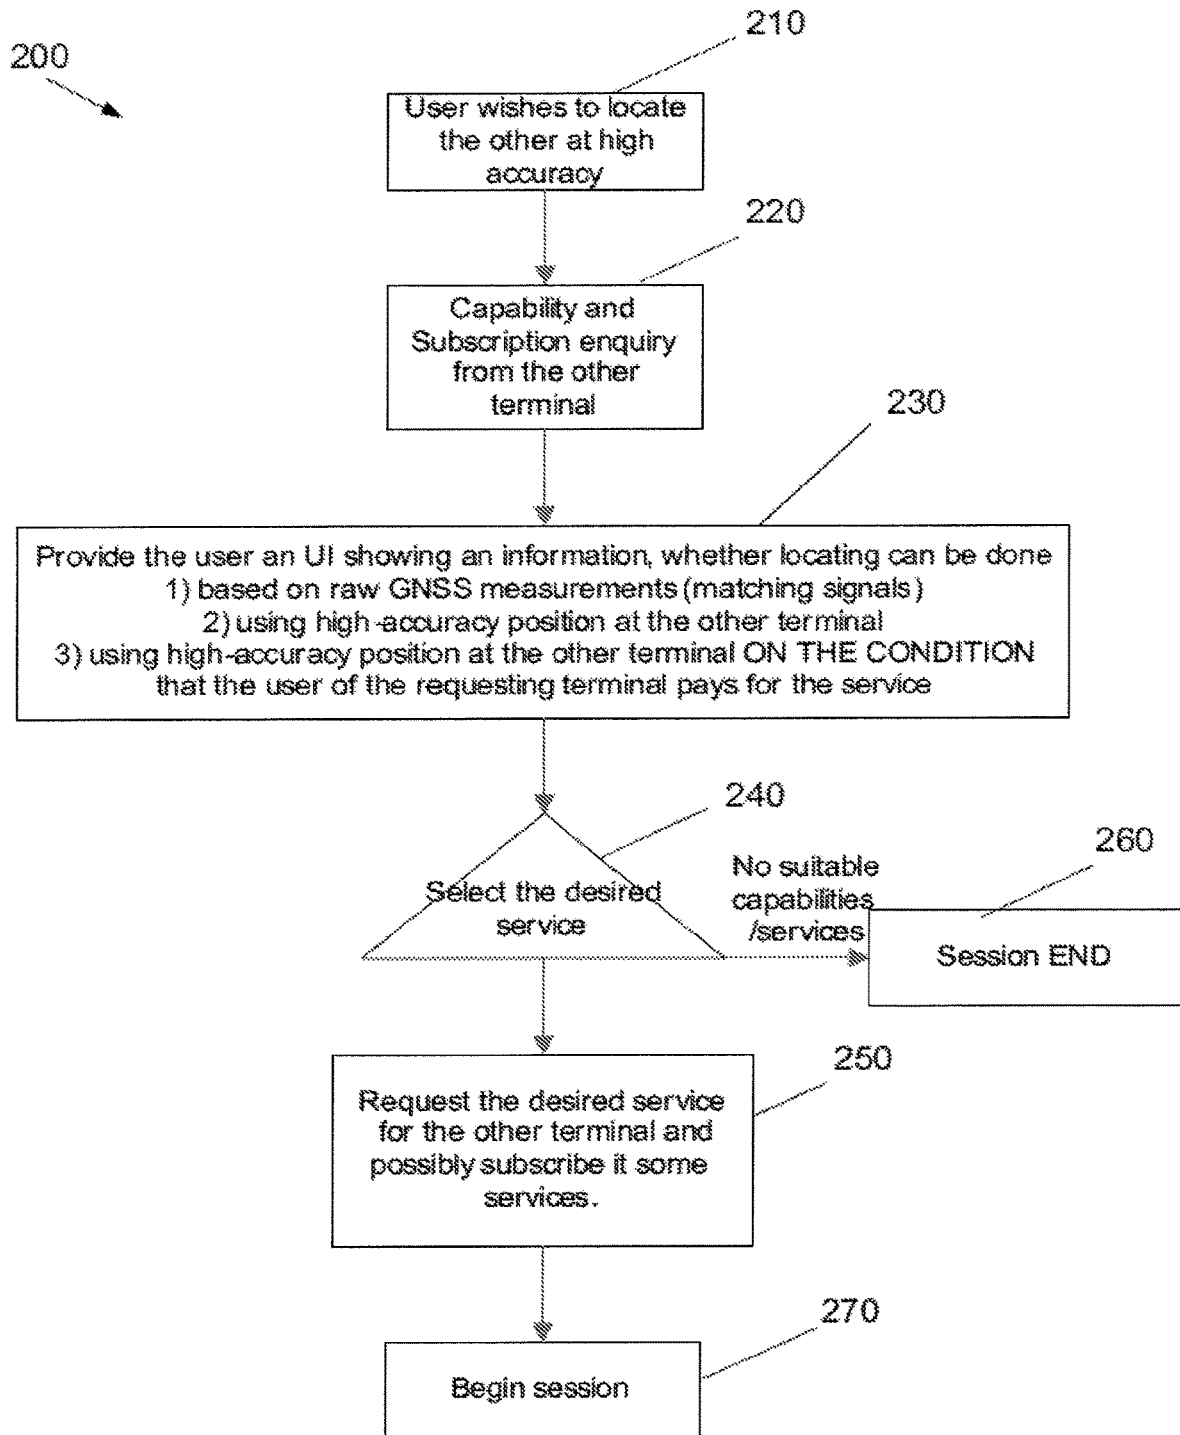 210
200
User wishes to locate
the other at high
accuracy
220
Capability and
Subscription enquiry
from the other
terminal
230
Provide the user an UI showing an information, whether locating can be done
1) based on raw GNSS measurements (matching signals)
2) using high-accuracy position at the other terminal
3) using high-accuracy position at the other terminal ON THE CONDITION
that the user of the requesting terminal pays for the service
240
Select the desired
service
No suitable
capabilities
/services
260
Session END
250
Request the desired service
for the other terminal and
possibly subscribe it some
services.
270
Begin session